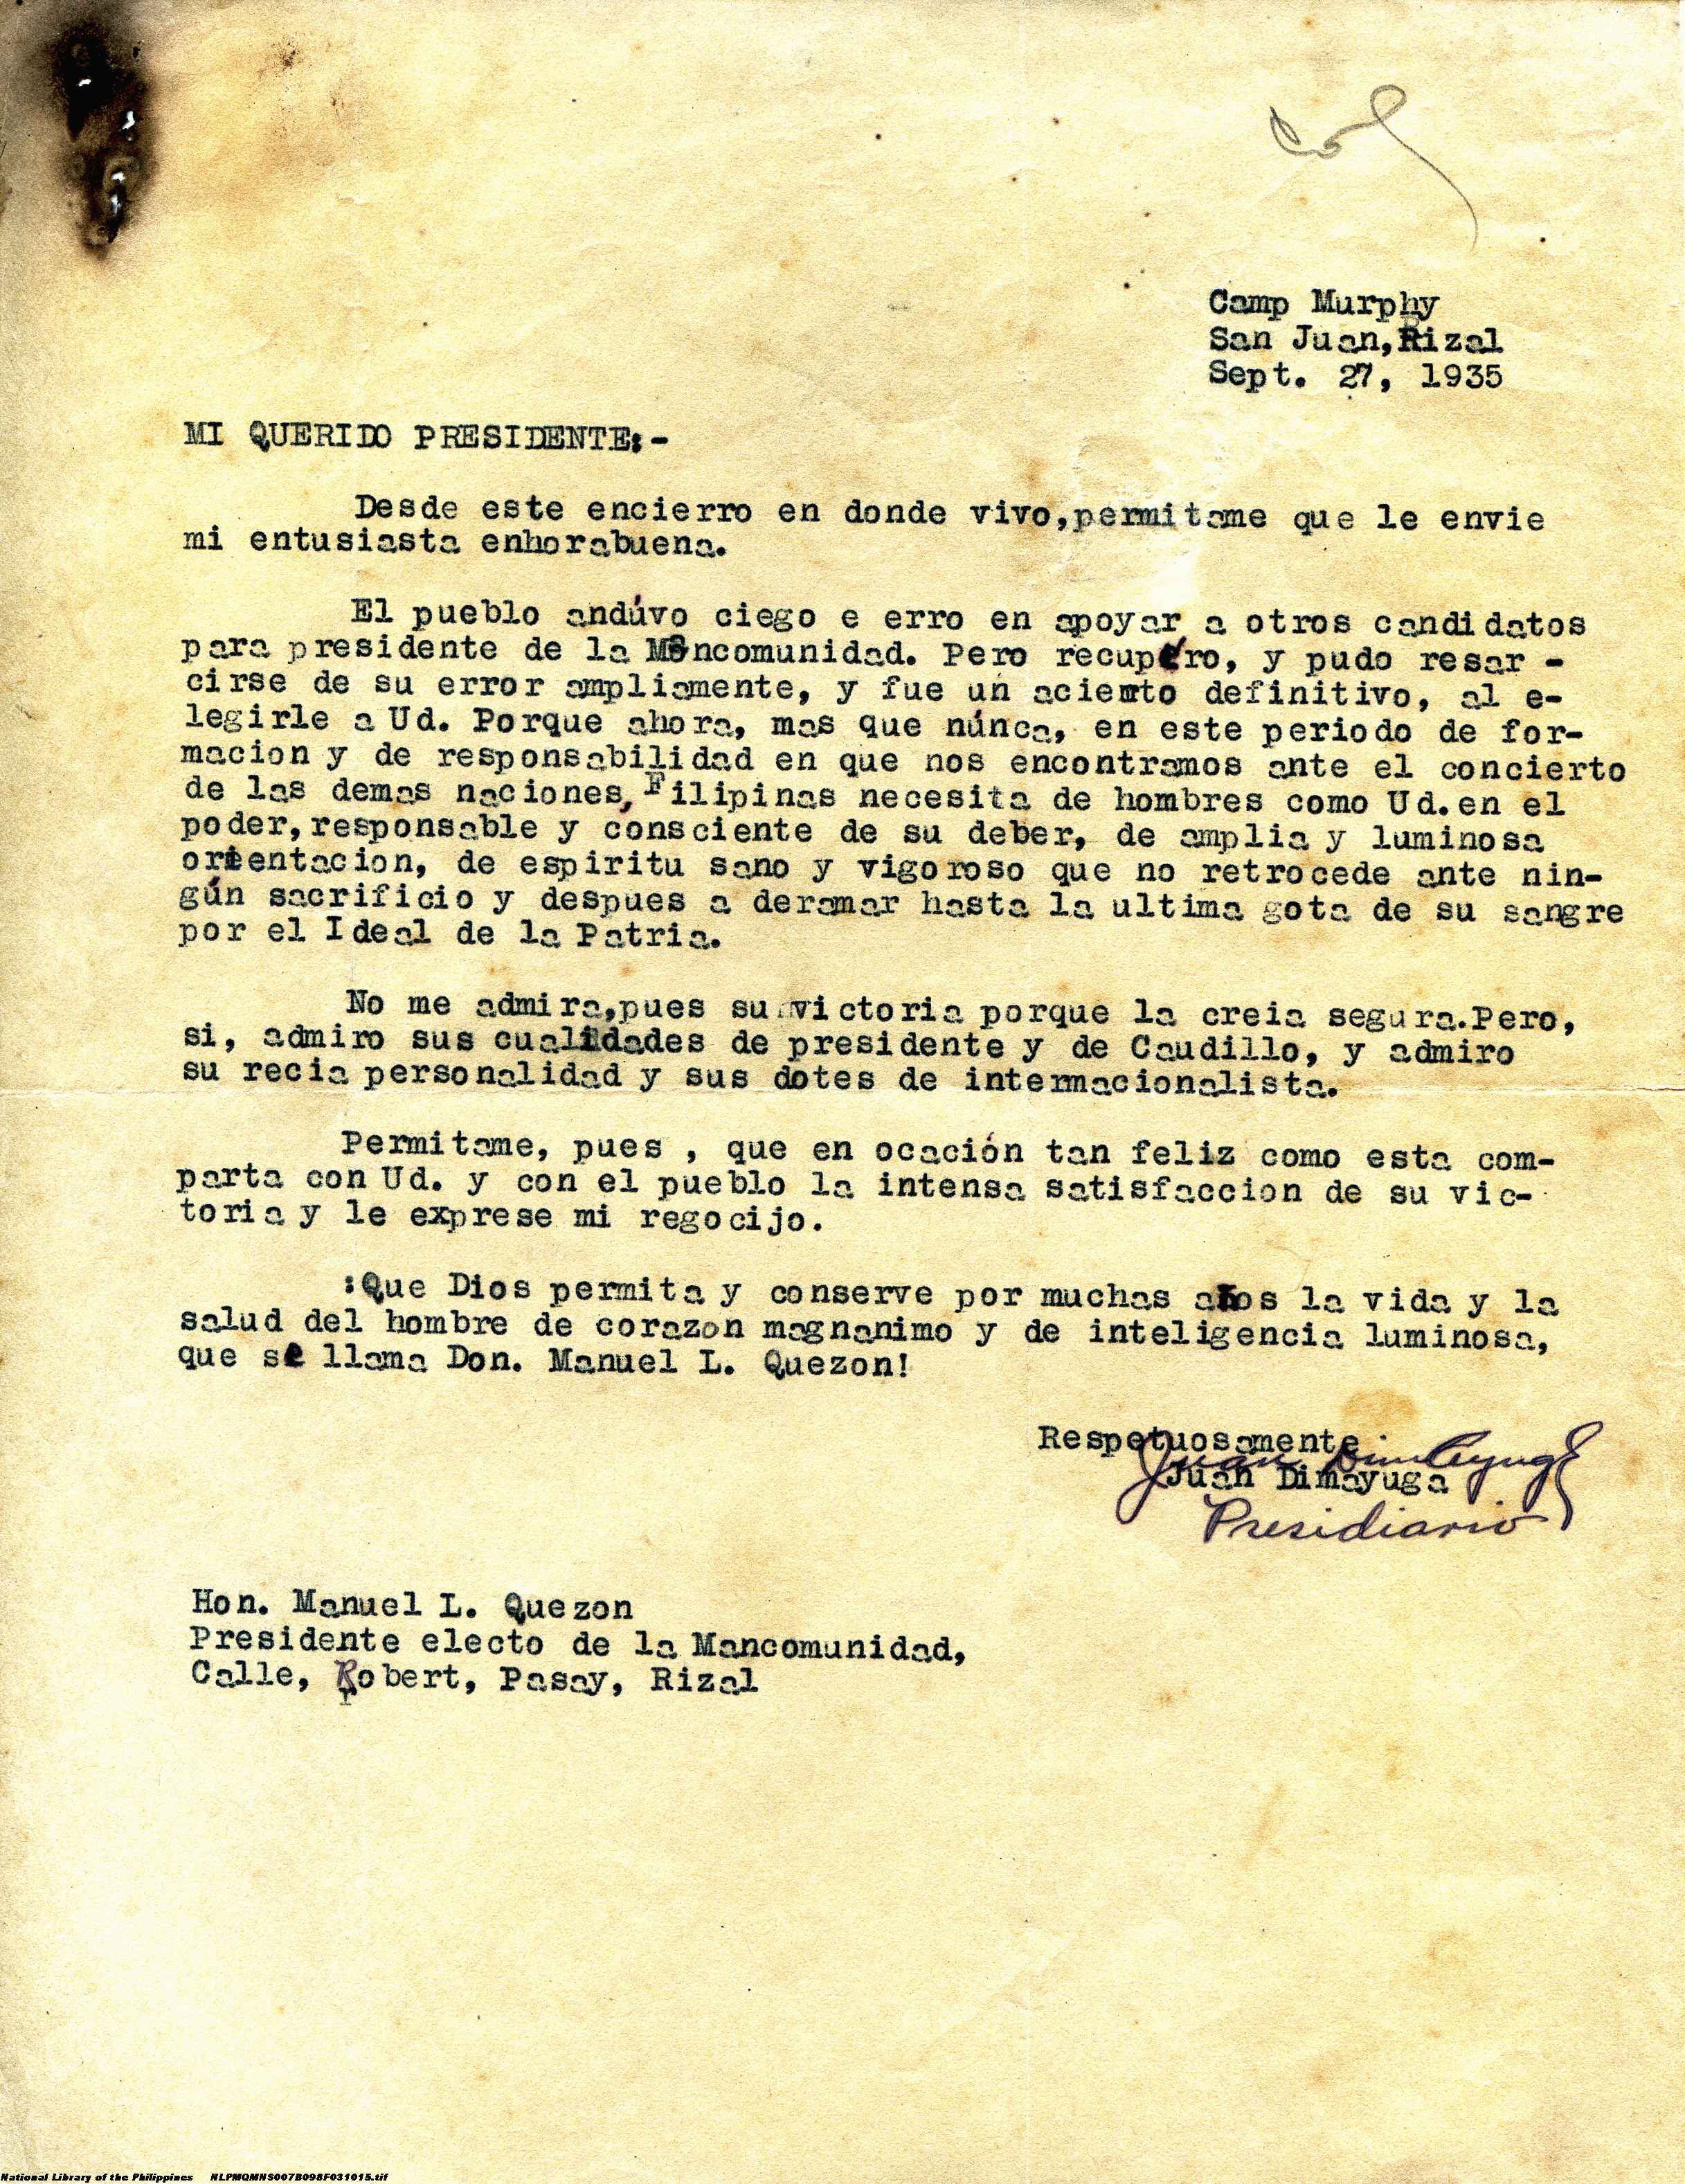 Camp Murphy
San Juan, Rizal
Sept. 27, 1935
MI QUERIDO PRESIDENTE:-
Desde este encierro en donde vivo, permitame que le envie
mi entusiasta enhorabuena.
El pueblo andúvo ciego e erro en apoyar a otros candidatos
para presidente de la Mancomunidad. Pero recupéro, y pudo resar -
cirse de su error ampliamente, y fue un acierto definitivo, al e-
legirle a Ud. Porque ahora, mas que núnca, en este periodo de for-
macion y de responsabilidad en que nos encontramos ante el concierto
de las demas naciones, Filipinas necesita de hombres como Ud. en el
poder, responsable y consciente de su deber, de amplia y luminosa
orientacion, de espiritu sano y vigoroso que no retrocede ante nin-
gún sacrificio y despues a deramar hasta la ultima gota de su sangre
por el Ideal de la Patria.
No me admira, pues su victoria porque la creia segura. Pero,
si, admiro sus cualidades de presidente y de Caudillo, y admiro
su recia personalidad y sus dotes de internacionalista.
Permitame, pues , que en ocación tan feliz como esta com-
parta con Ud. y con el pueblo la intensa satisfaccion de su vic-
toria y le exprese mi regocijo.
:Que Dios permita y conserve por muchas años la vida y la
salud del hombre de corazon magnanimo y de inteligencia luminosa,
que se llama Don. Manuel L. Quezon!
Respetuosamente
Juan Dimayuga
Juan Dimayuga
Presidiario
Hon. Manuel L. Quezon
Presidente electo de la Mancomunidad,
Calle, Robert, Pasay, Rizal
National Library of the Philippines NLPMQMNS007B098F031015.tif